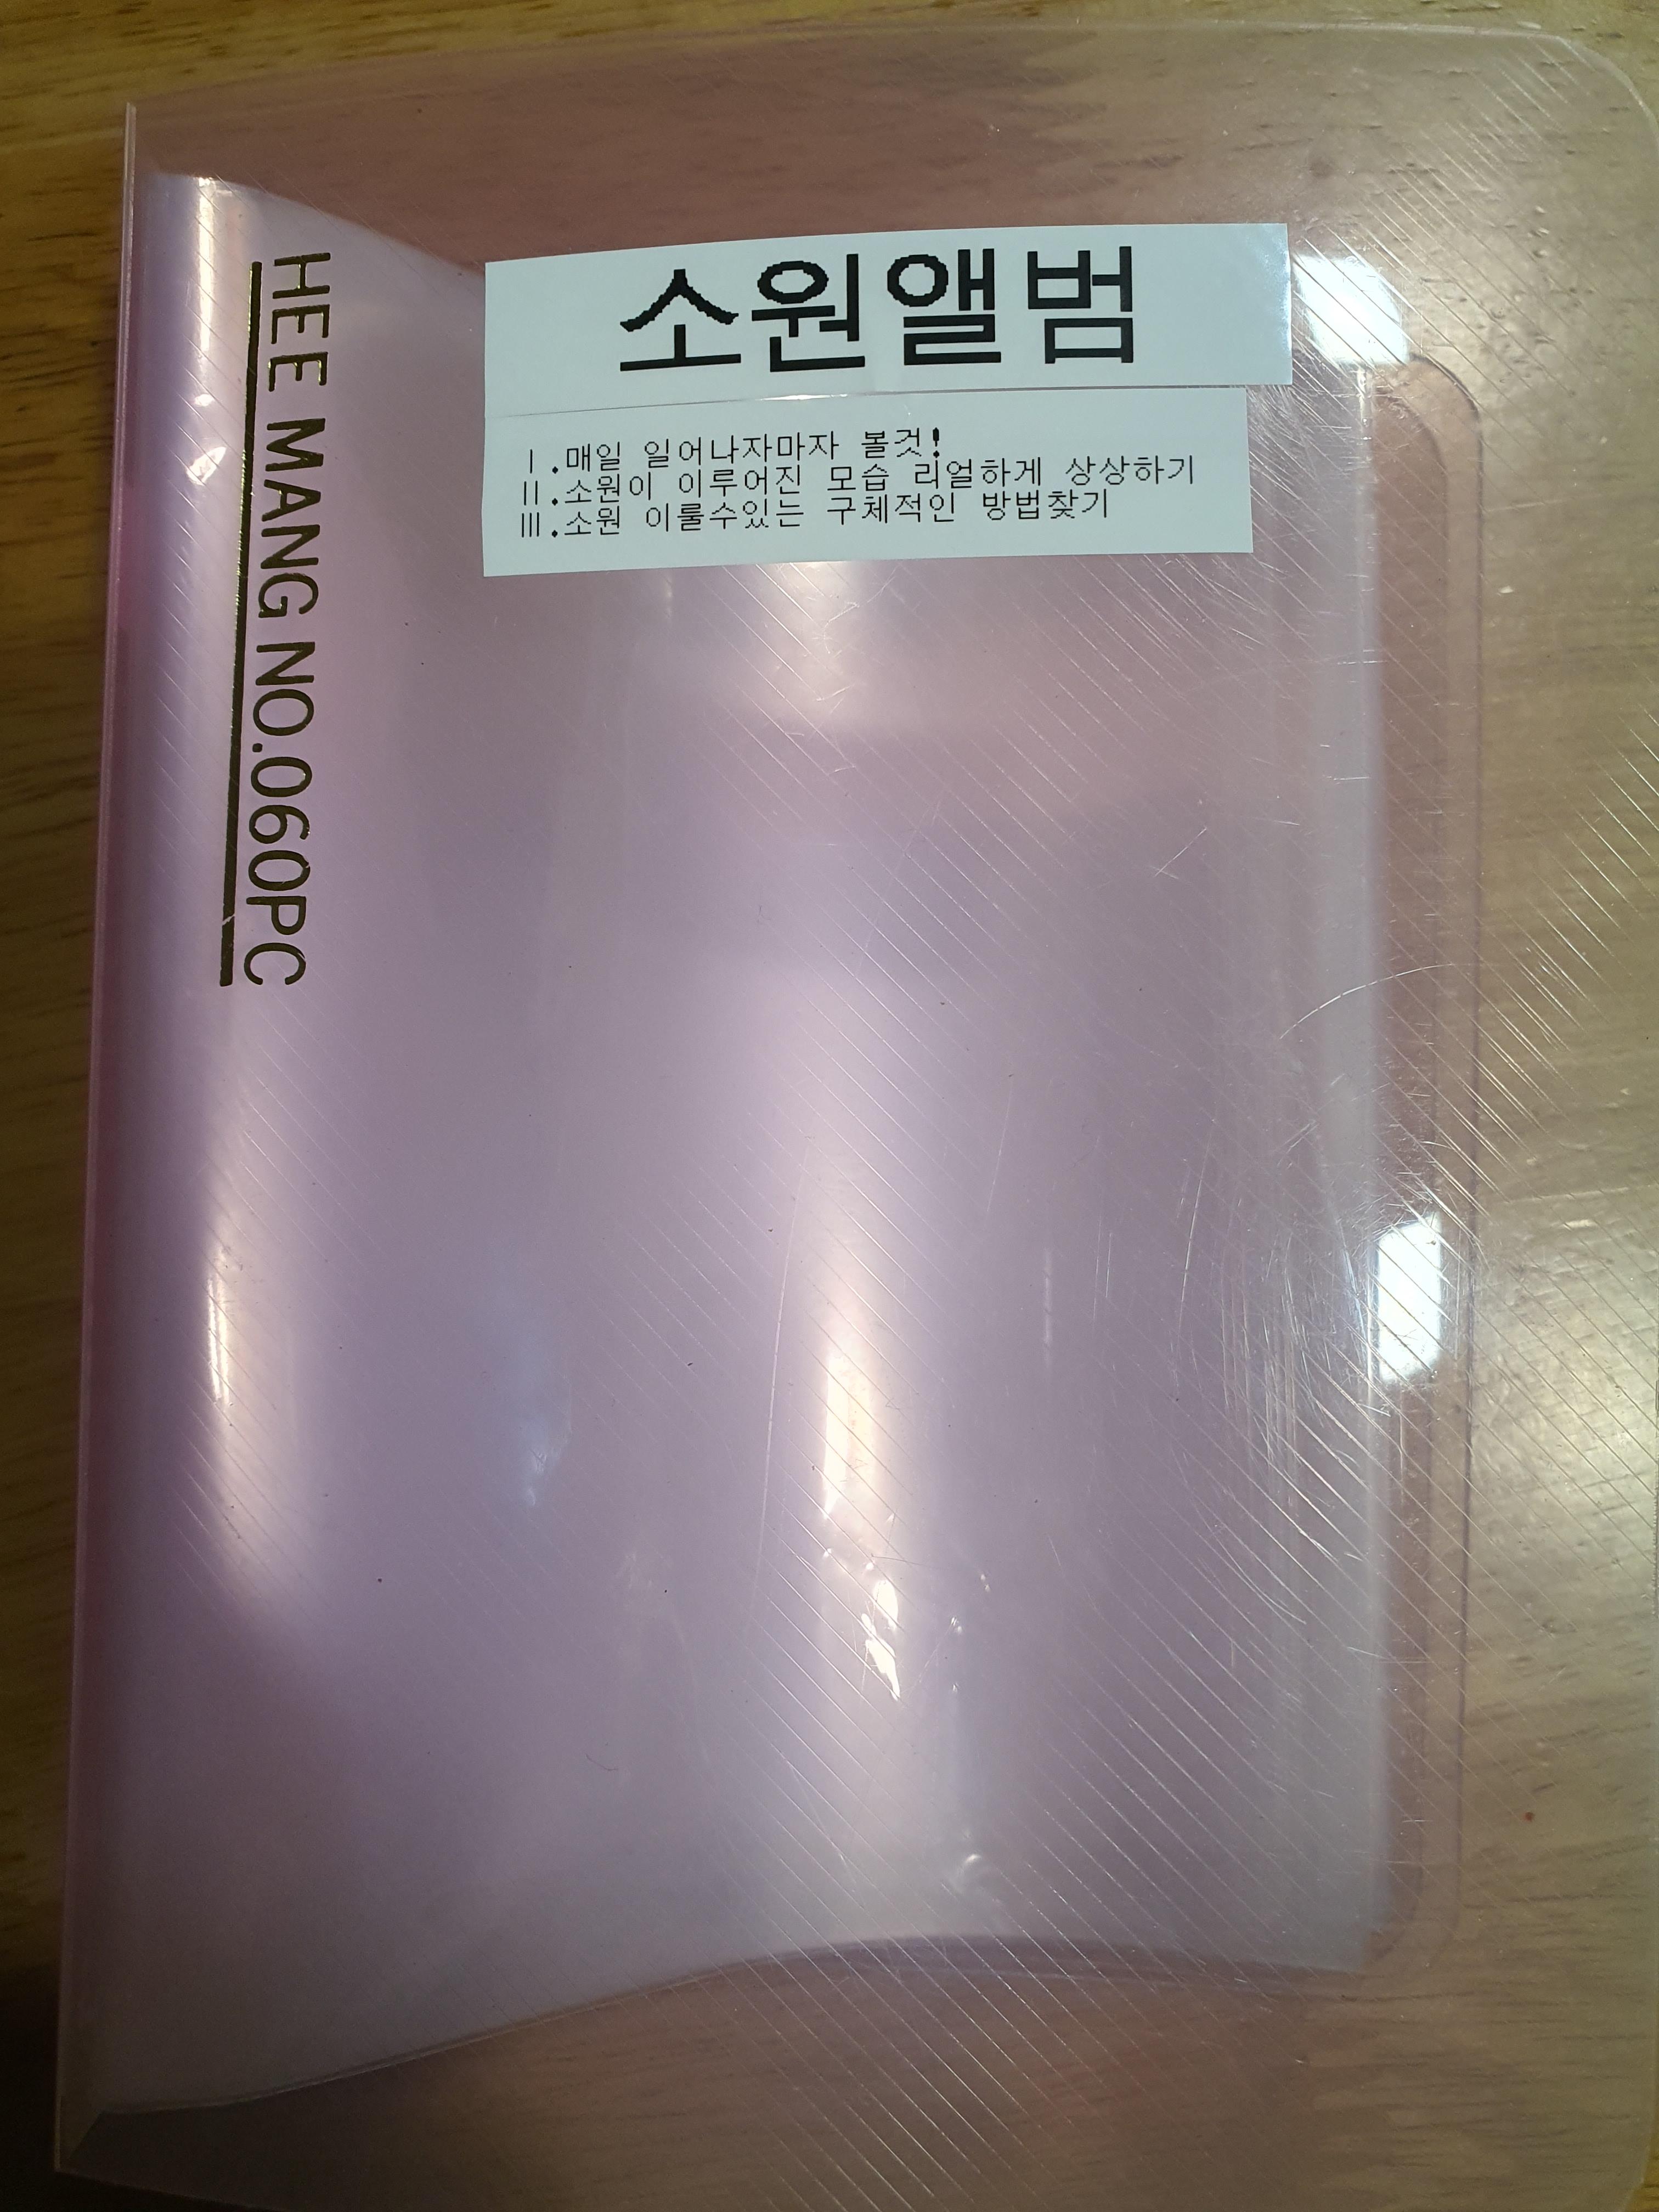 소원앨범
Ⅰ.매일 일어나자마자 볼것!
Ⅱ.소원이 이루어진 모습 리얼하게 상상하기
Ⅲ.소원 이룰수있는 구체적인 방법찾기
HEE MANG NO.060PC